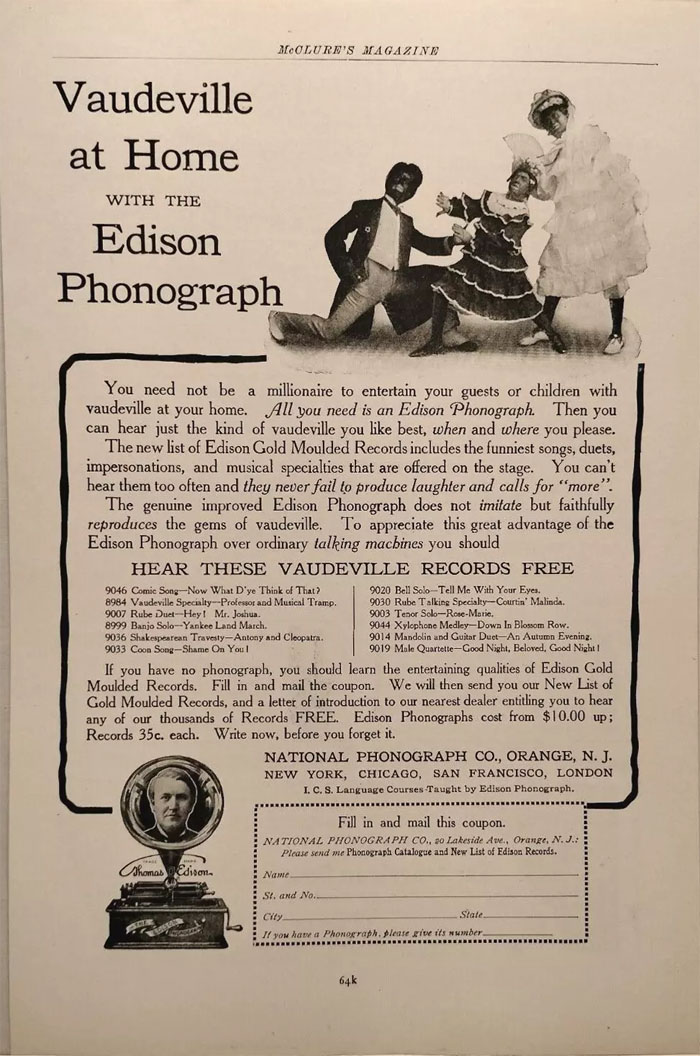 McCLURE'S MAGAZINE
Vaudeville
at Home
WITH THE
Edison
Phonograph
You need not be a millionaire to entertain your guests or children with
vaudeville at your home. All you need is an Edison Phonograph. Then you
can hear just the kind of vaudeville you like best, when and where you please.
The new list of Edison Gold Moulded Records includes the funniest songs, duets,
impersonations, and musical specialties that are offered on the stage. You can't
hear them too often and they never fail to produce laughter and calls for "more".
The genuine improved Edison Phonograph does not imitate but faithfully
reproduces the gems of vaudeville. To appreciate this great advantage of the
Edison Phonograph over ordinary talking machines you should
HEAR THESE VAUDEVILLE RECORDS FREE
9046 Comic Song—Now What D'ye Think of That?
8984 Vaudeville Specialty—Professor and Musical Tramp.
9007 Rube Duet—Hey! Mr. Joshua.
8999 Banjo Solo—Yankee Land March.
9036 Shakespearean Travesty—Antony and Cleopatra.
9033 Coon Song—Shame On You!
9020 Bell Solo—Tell Me With Your Eyes.
9030 Rube Talking Specialty—Courtin' Malinda.
9003 Tenor Solo—Rose-Marie.
9044 Xylophone Medley—Down In Blossom Row.
9014 Mandolin and Guitar Duet—An Autumn Evening.
9019 Male Quartette—Good Night, Beloved, Good Night!
If you have no phonograph, you should learn the entertaining qualities of Edison Gold
Moulded Records. Fill in and mail the coupon. We will then send you our New List of
Gold Moulded Records, and a letter of introduction to our nearest dealer entitling you to hear
any of our thousands of Records FREE. Edison Phonographs cost from $10.00 up;
Records 35c. each. Write now, before you forget it.
NATIONAL PHONOGRAPH CO., ORANGE, N. J.
NEW YORK, CHICAGO, SAN FRANCISCO, LONDON
I. C. S. Language Courses Taught by Edison Phonograph.
TRADE MARK
Thomas A Edison
Fill in and mail this coupon.
NATIONAL PHONOGRAPH CO., 20 Lakeside Ave., Orange, N. J.:
Please send me Phonograph Catalogue and New List of Edison Records.
Name
St. and No.
City State
If you have a Phonograph, please give its number
64k